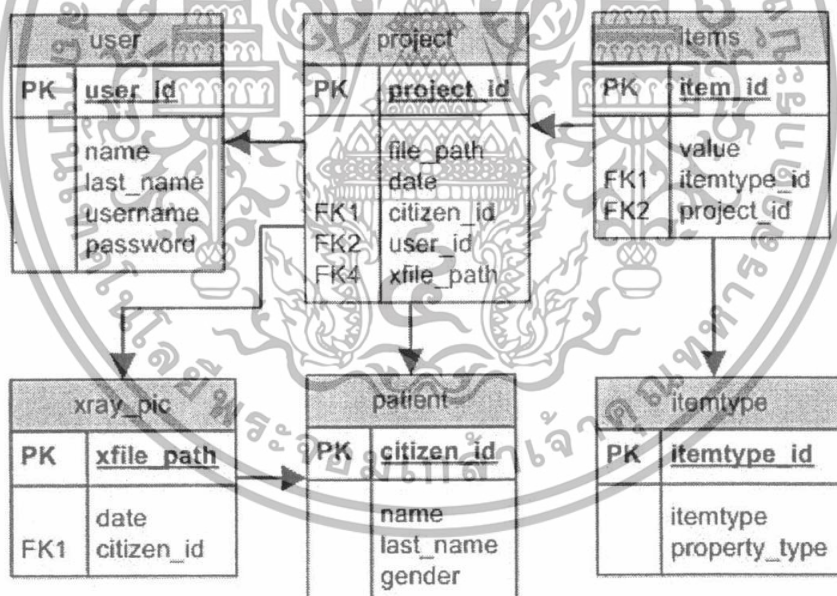 user
PK user_id
name
last_name
username
password
project
PK project_id
file_path
date
FK1 citizen_id
FK2 user_id
FK4 xfile_path
items
PK item_id
value
FK1 itemtype_id
FK2 project_id
xray_pic
PK xfile_path
date
FK1 citizen_id
patient
PK citizen_id
name
last_name
gender
itemtype
PK itemtype_id
itemtype
property_type